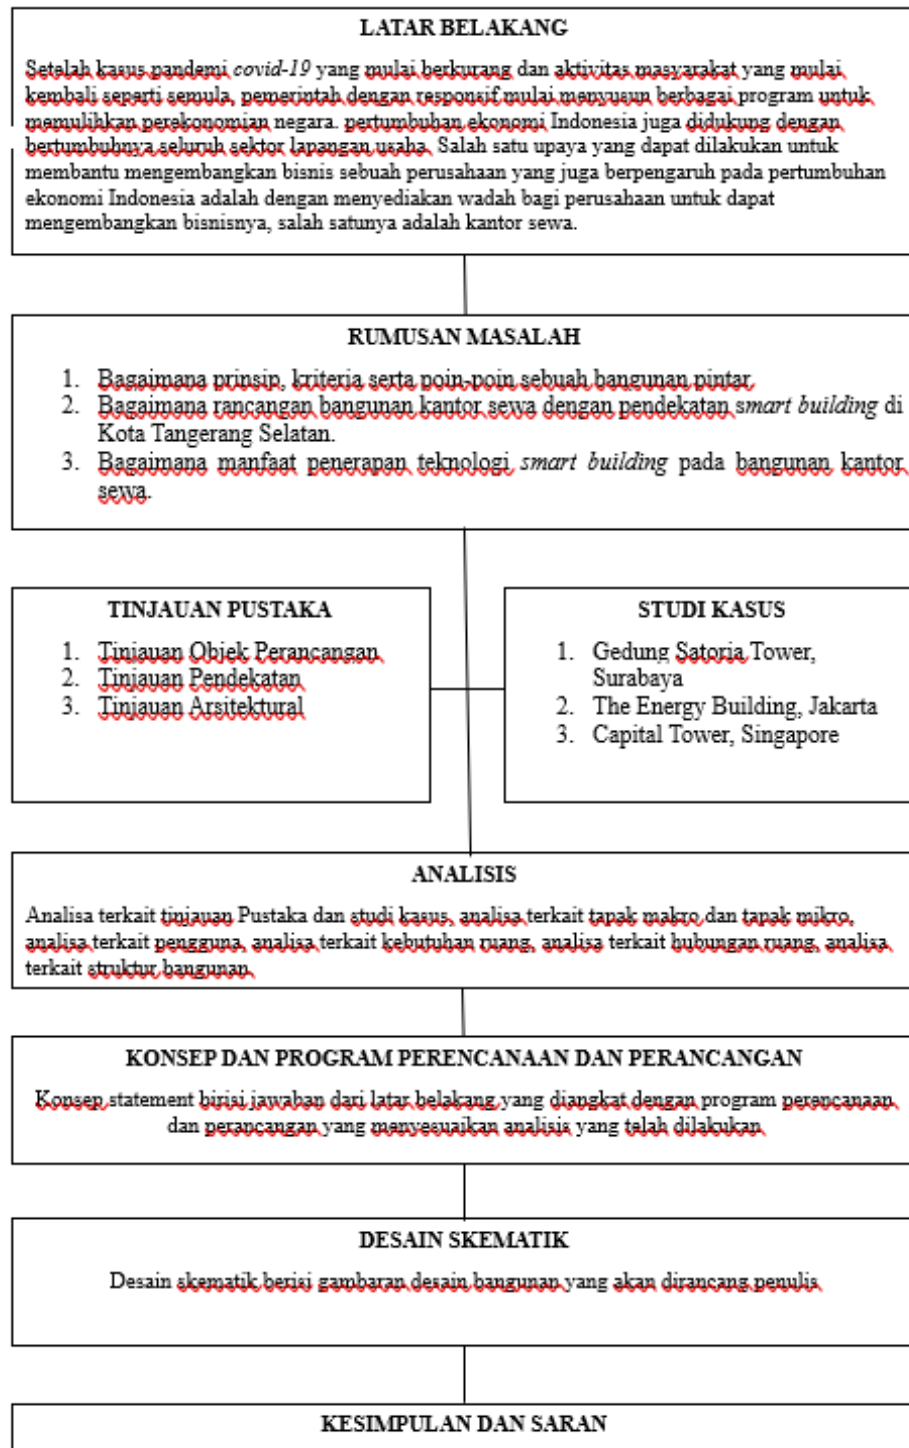 LATAR BELAKANG
Setelah kasus pandemi covid-19 yang mulai berkurang dan aktivitas masyarakat yang mulai
kembali seperti semula, pemerintah dengan responsif mulai menyusun berbagai program untuk
memulihkan perekonomian negara. pertumbuhan ekonomi Indonesia juga didukung dengan
bertumbuhnya seluruh sektor lapangan usaha. Salah satu upaya yang dapat dilakukan untuk
membantu mengembangkan bisnis sebuah perusahaan yang juga berpengaruh pada pertumbuhan
ekonomi Indonesia adalah dengan menyediakan wadah bagi perusahaan untuk dapat
mengembangkan bisnisnya, salah satunya adalah kantor sewa.
RUMUSAN MASALAH
1. Bagaimana prinsip, kriteria serta poin-poin sebuah bangunan pintar
2. Bagaimana rancangan bangunan kantor sewa dengan pendekatan smart building di
Kota Tangerang Selatan.
3. Bagaimana manfaat penerapan teknologi smart building pada bangunan kantor
sewa.
TINJAUAN PUSTAKA
1. Tinjauan Objek Perancangan
2. Tinjauan Pendekatan
3. Tinjauan Arsitektural
STUDI KASUS
1. Gedung Satoria Tower,
Surabaya
2. The Energy Building, Jakarta
3. Capital Tower, Singapore
ANALISIS
Analisa terkait tinjauan Pustaka dan studi kasus, analisa terkait tapak makro dan tapak mikro,
analisa terkait pengguna, analisa terkait kebutuhan ruang, analisa terkait hubungan ruang, analisa
terkait struktur bangunan
KONSEP DAN PROGRAM PERENCANAAN DAN PERANCANGAN
Konsep statement birisi jawaban dari latar belakang yang diangkat dengan program perencanaan
dan perancangan yang menyesuaikan analisis yang telah dilakukan
DESAIN SKEMATIK
Desain skematik berisi gambaran desain bangunan yang akan dirancang penulis
KESIMPULAN DAN SARAN